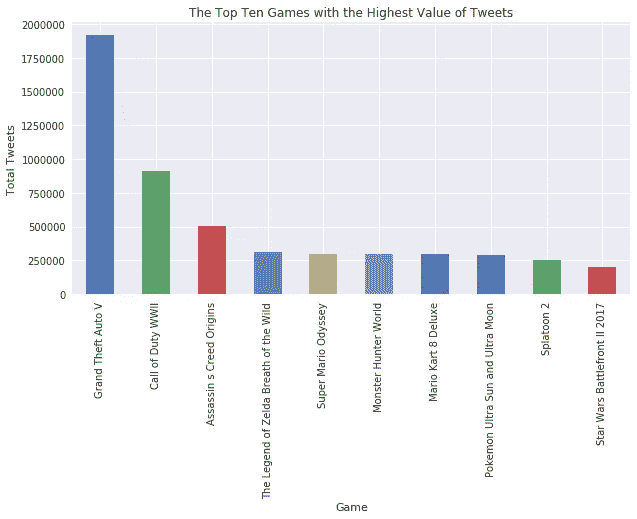 The Top Ten Games with the Highest Value of Tweets
Total Tweets
2000000
1750000
1500000
1250000
1000000
750000
500000
250000
0
Grand Theft Auto V
Call of Duty WWII
Assassin s Creed Origins
The Legend of Zelda Breath of the Wild
Super Mario Odyssey
Monster Hunter World
Mario Kart 8 Deluxe
Pokemon Ultra Sun and Ultra Moon
Splatoon 2
Star Wars Battlefront II 2017
Game